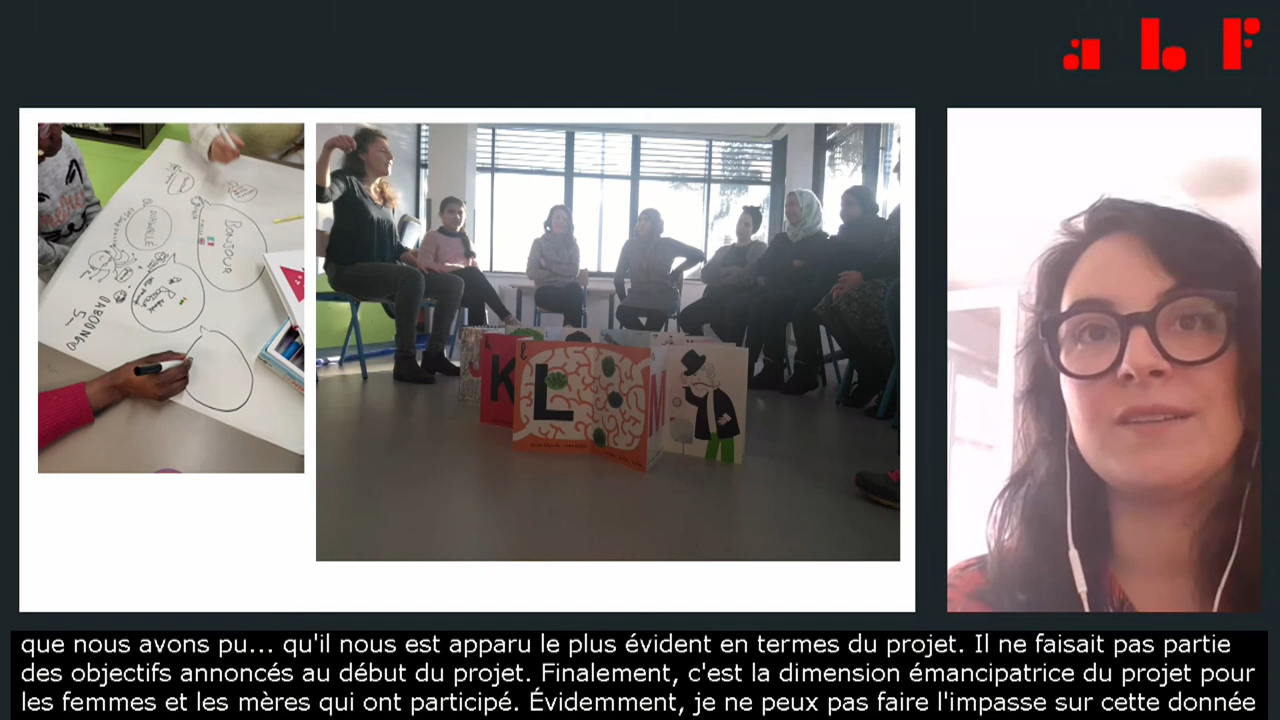 abf
BONJOUR
K
L
M
que nous avons pu... qu'il nous est apparu le plus évident en termes du projet. Il ne faisait pas partie
des objectifs annoncés au début du projet. Finalement, c'est la dimension émancipatrice du projet pour
les femmes et les mères qui ont participé. Évidemment, je ne peux pas faire l'impasse sur cette donnée